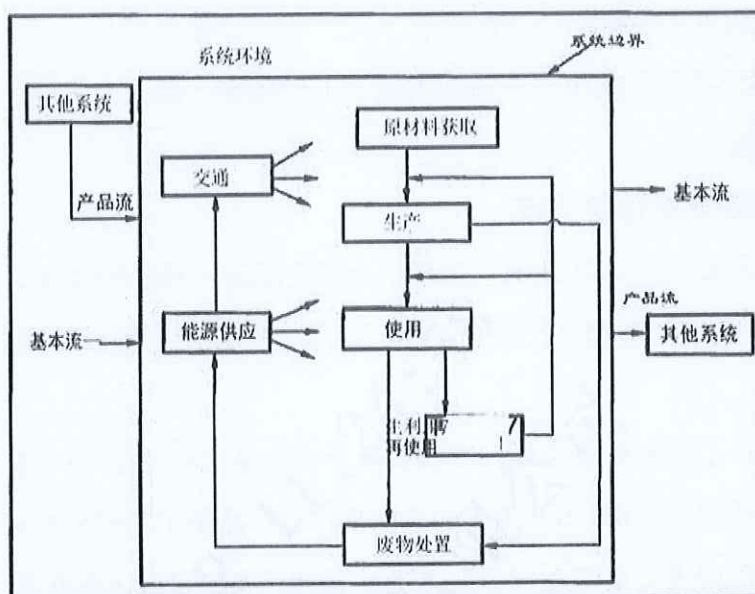 系统边界
系统环境
其他系统
原材料获取
交通
产品流
基本流
生产
产品流
基本流
能源供应
使用
其他系统
再使用
废物处置